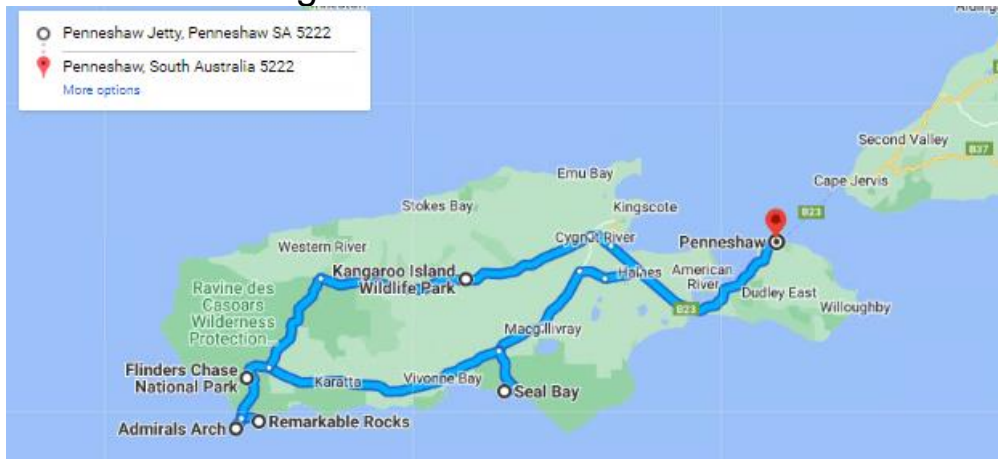 Penneshaw Jetty, Penneshaw SA 5222
Penneshaw, South Australia 5222
More options
Second Valley
B37
Cape Jervis
B23
Emu Bay
Stokes Bay
Kingscote
Western River
Cygnet River
Penneshaw
Kangaroo Island
Wildlife Park
Haines
American
River
Ravine des
Casoars
Wilderness
Protection...
Dudley East
B23
Willoughby
Macgillivray
Flinders Chase
National Park
Karatta
Vivonne Bay
Seal Bay
Remarkable Rocks
Admirals Arch